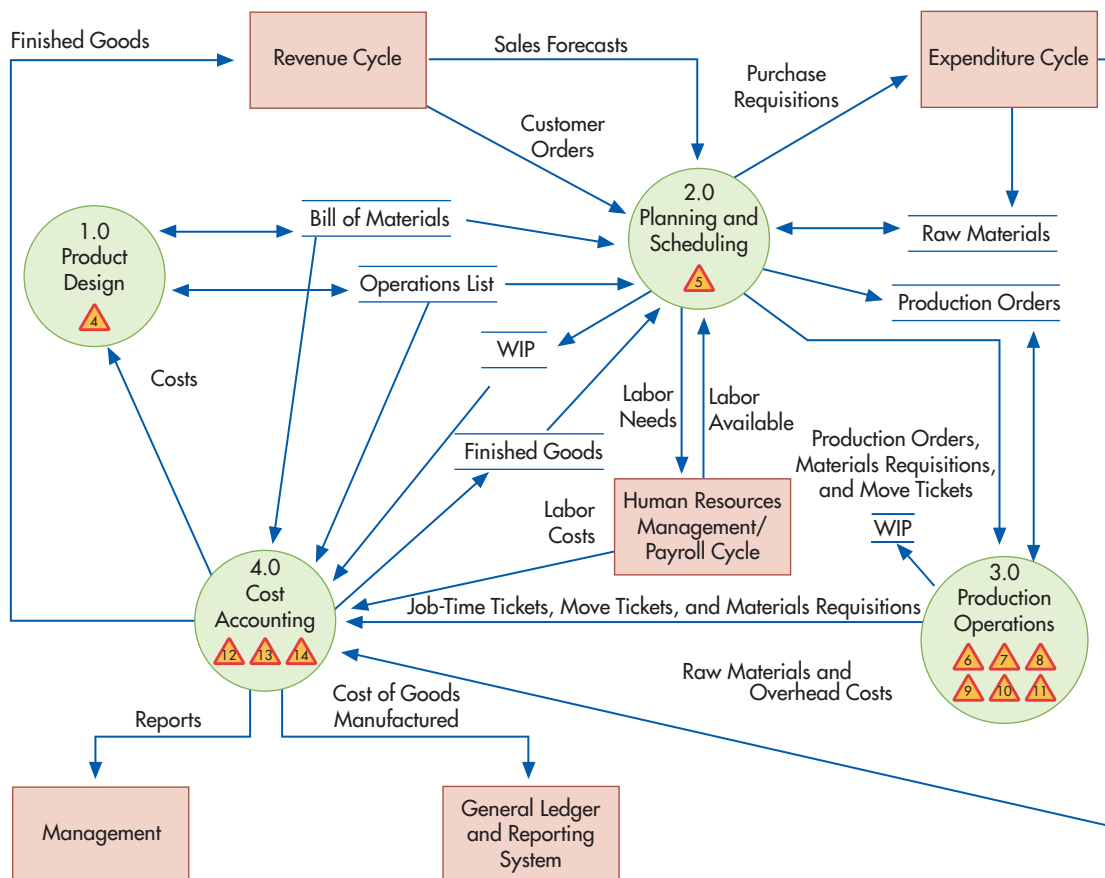 Finished Goods
Revenue Cycle
Sales Forecasts
Expenditure Cycle
Purchase
Requisitions
Customer
Orders
1.0
Product
Design
4
Bill of Materials
Operations List
2.0
Planning and
Scheduling
5
Raw Materials
Production Orders
WIP
Costs
Labor
Needs
Labor
Available
Finished Goods
Production Orders,
Materials Requisitions,
and Move Tickets
WIP
Labor
Costs
Human Resources
Management/
Payroll Cycle
4.0
Cost
Accounting
12 13 14
Job-Time Tickets, Move Tickets, and Materials Requisitions
3.0
Production
Operations
6 7 8
9 10 11
Raw Materials and
Overhead Costs
Reports
Cost of Goods
Manufactured
Management
General Ledger
and Reporting
System